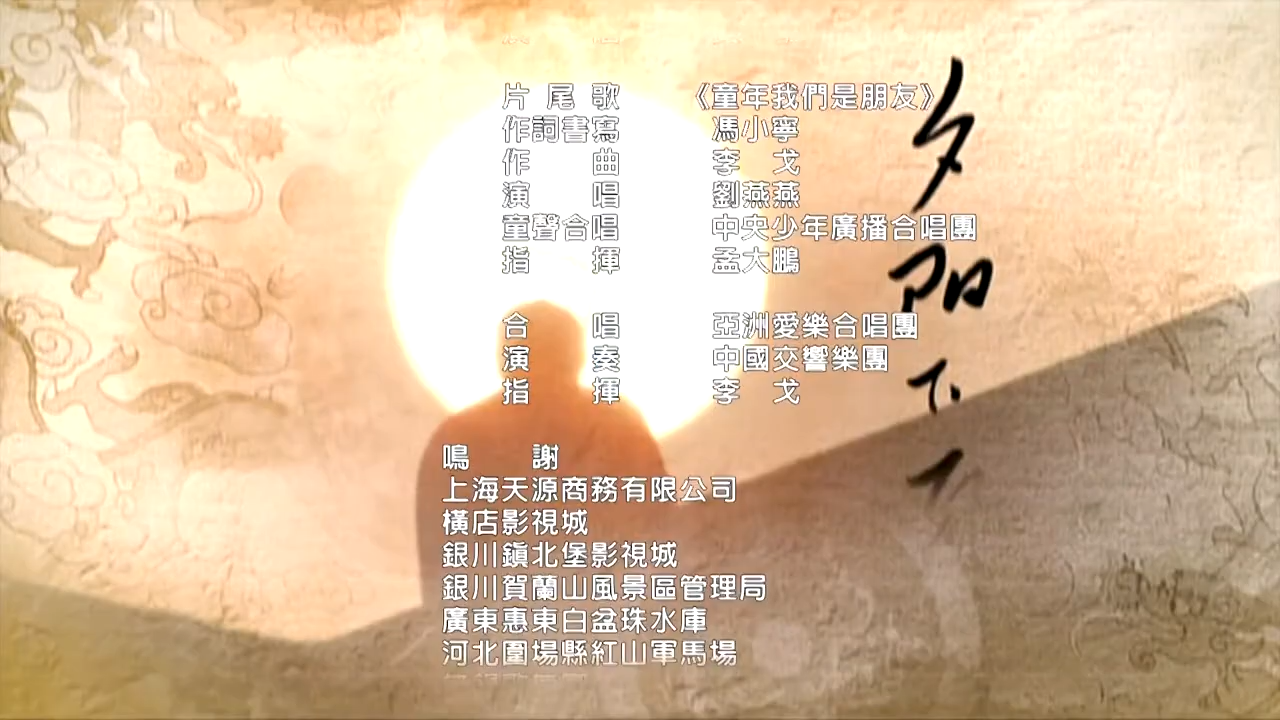 片尾歌 《童年我們是朋友》
作詞書寫 馮小寧
作曲 李戈
演唱 劉燕燕
童聲合唱 中央少年廣播合唱團
指揮 孟大鵬
合唱 亞洲愛樂合唱團
演奏 中國交響樂團
指揮 李戈
鳴謝
上海天源商務有限公司
橫店影視城
銀川鎮北堡影視城
銀川賀蘭山風景區管理局
廣東惠東白盆珠水庫
河北圍場縣紅山軍馬場
夕阳下